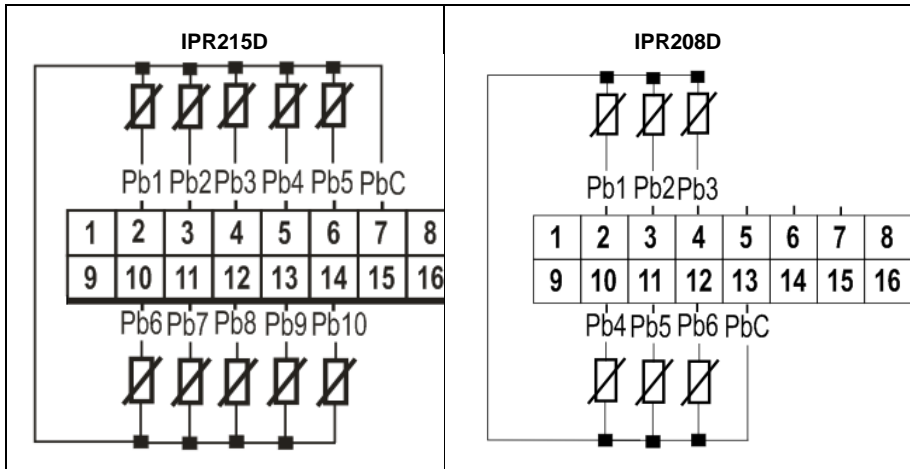 IPR215D
Pb1 Pb2 Pb3 Pb4 Pb5 PbC
1 2 3 4 5 6 7 8
9 10 11 12 13 14 15 16
Pb6 Pb7 Pb8 Pb9 Pb10
IPR208D
Pb1 Pb2 Pb3
1 2 3 4 5 6 7 8
9 10 11 12 13 14 15 16
Pb4 Pb5 Pb6 PbC